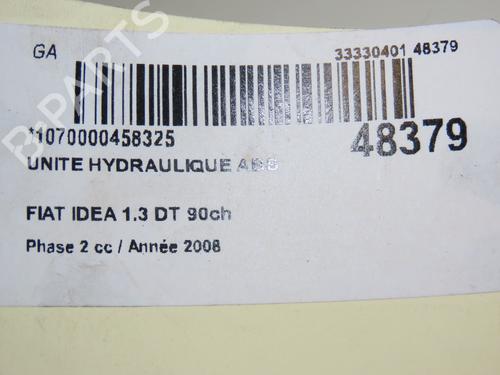 GA
33330401 48379
*1070000458325
48379
UNITE HYDRAULIQUE ABS
FIAT IDEA 1.3 DT 90ch
Phase 2 cc / Année 2008
B-PARTS